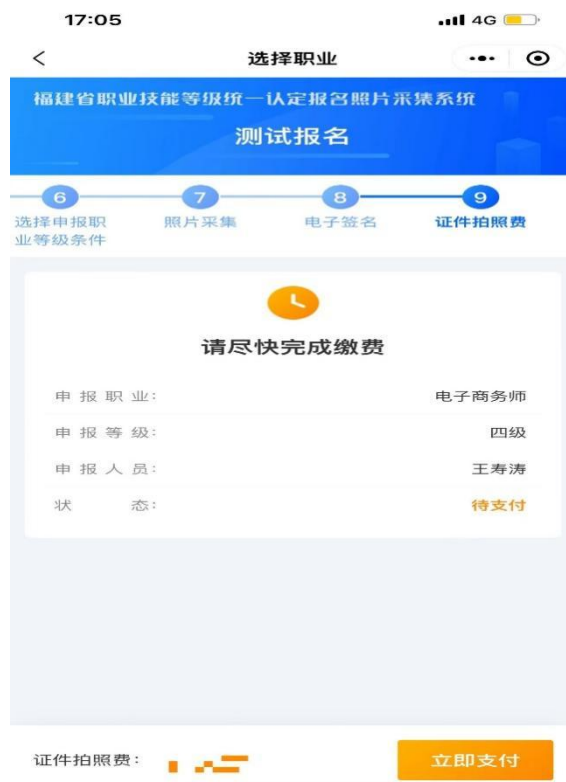 17:05
4G
选择职业
福建省职业技能等级统一认定报名照片采集系统
测试报名
6
7
8
9
选择申报职
业等级条件
照片采集
电子签名
证件拍照费
请尽快完成缴费
申报职业: 电子商务师
申报等级: 四级
申报人员: 王寿涛
状态: 待支付
证件拍照费:
立即支付